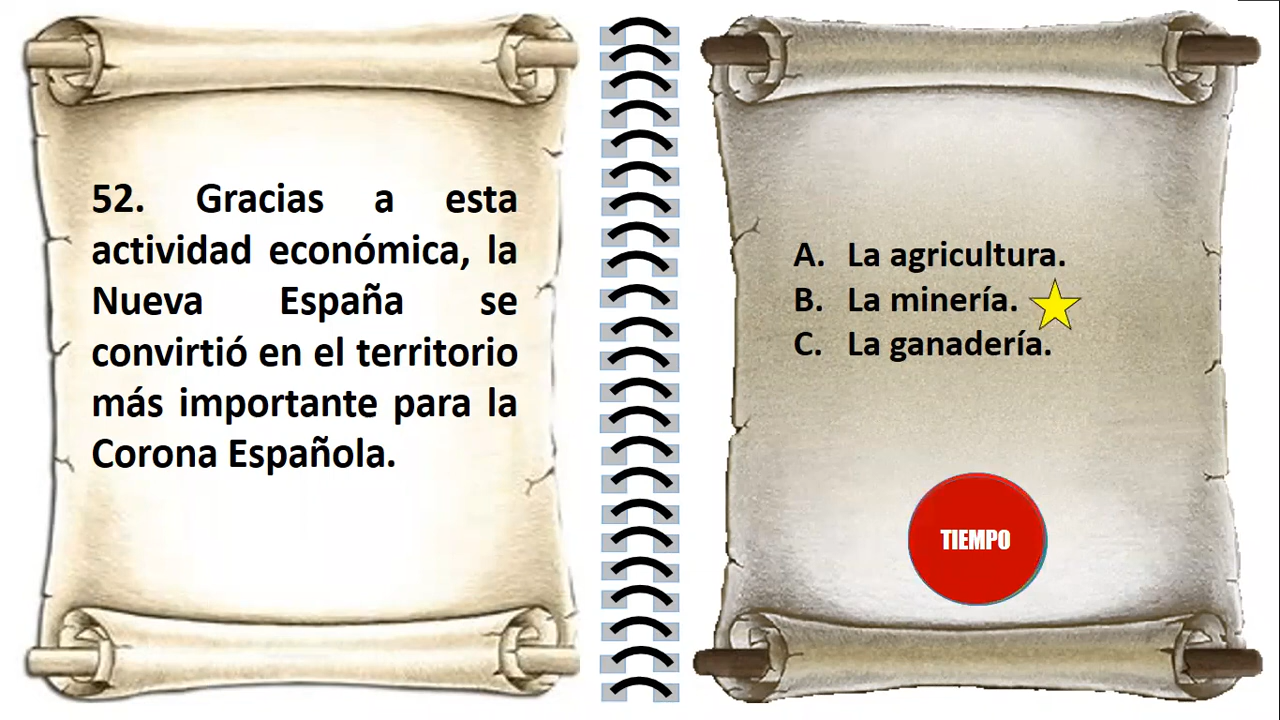 52. Gracias a esta
actividad económica, la
Nueva España se
convirtió en el territorio
más importante para la
Corona Española.
A. La agricultura.
B. La minería.
C. La ganadería.
TIEMPO